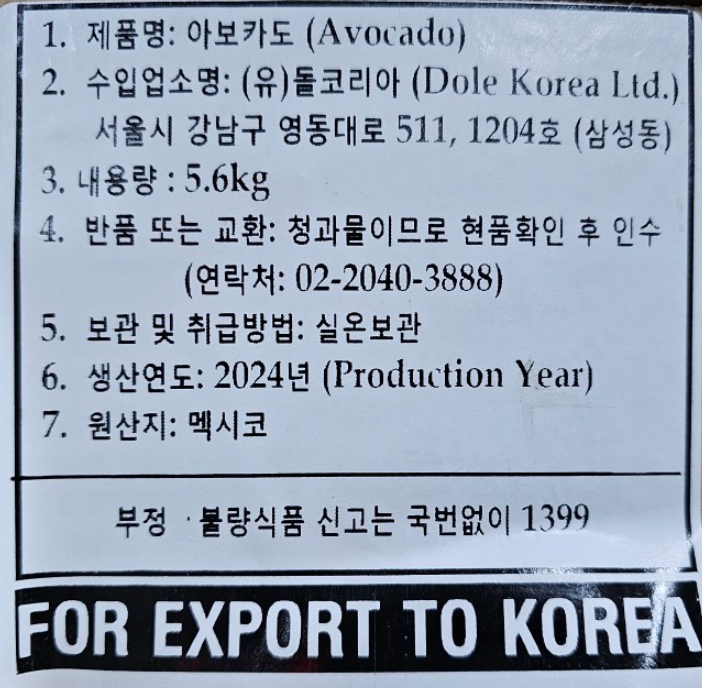 1. 제품명: 아보카도 (Avocado)
2. 수입업소명: (유)돌코리아 (Dole Korea Ltd.)
서울시 강남구 영동대로 511, 1204호 (삼성동)
3. 내용량 : 5.6kg
4. 반품 또는 교환: 청과물이므로 현품확인 후 인수
(연락처: 02-2040-3888)
5. 보관 및 취급방법: 실온보관
6. 생산연도: 2024년 (Production Year)
7. 원산지: 멕시코
부정 · 불량식품 신고는 국번없이 1399
FOR EXPORT TO KOREA